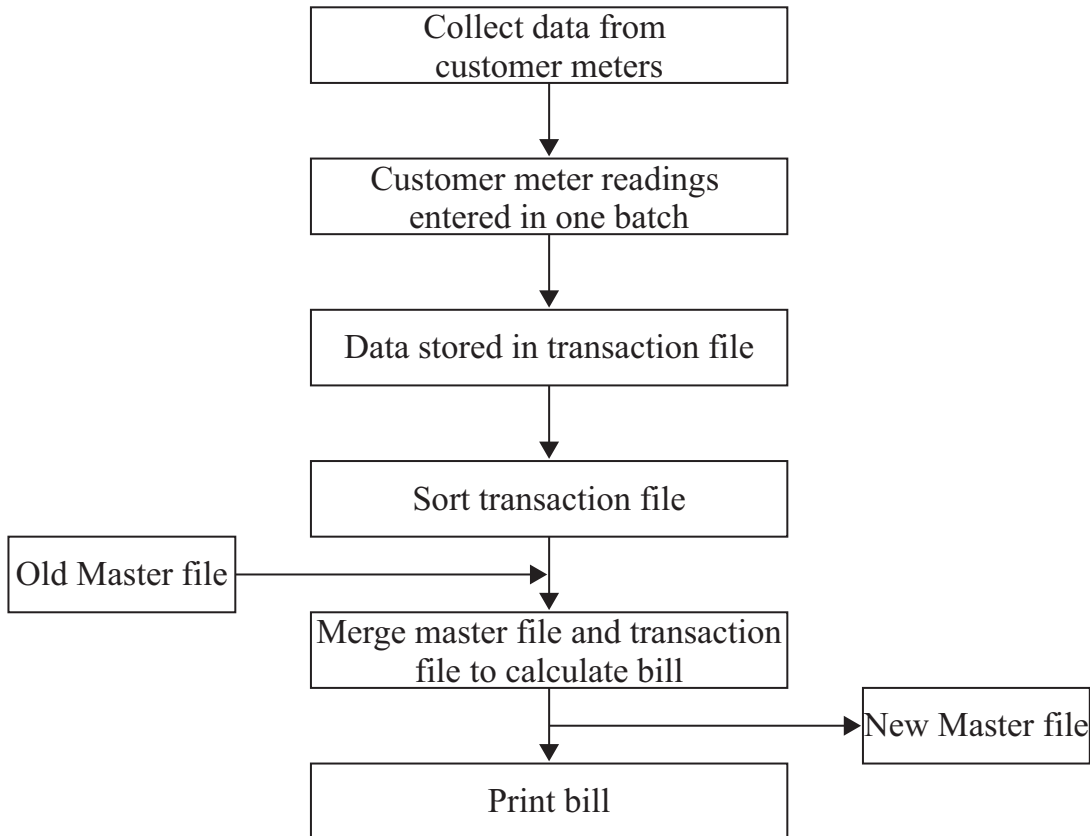 Collect data from
customer meters
Customer meter readings
entered in one batch
Data stored in transaction file
Sort transaction file
Old Master file
Merge master file and transaction
file to calculate bill
New Master file
Print bill